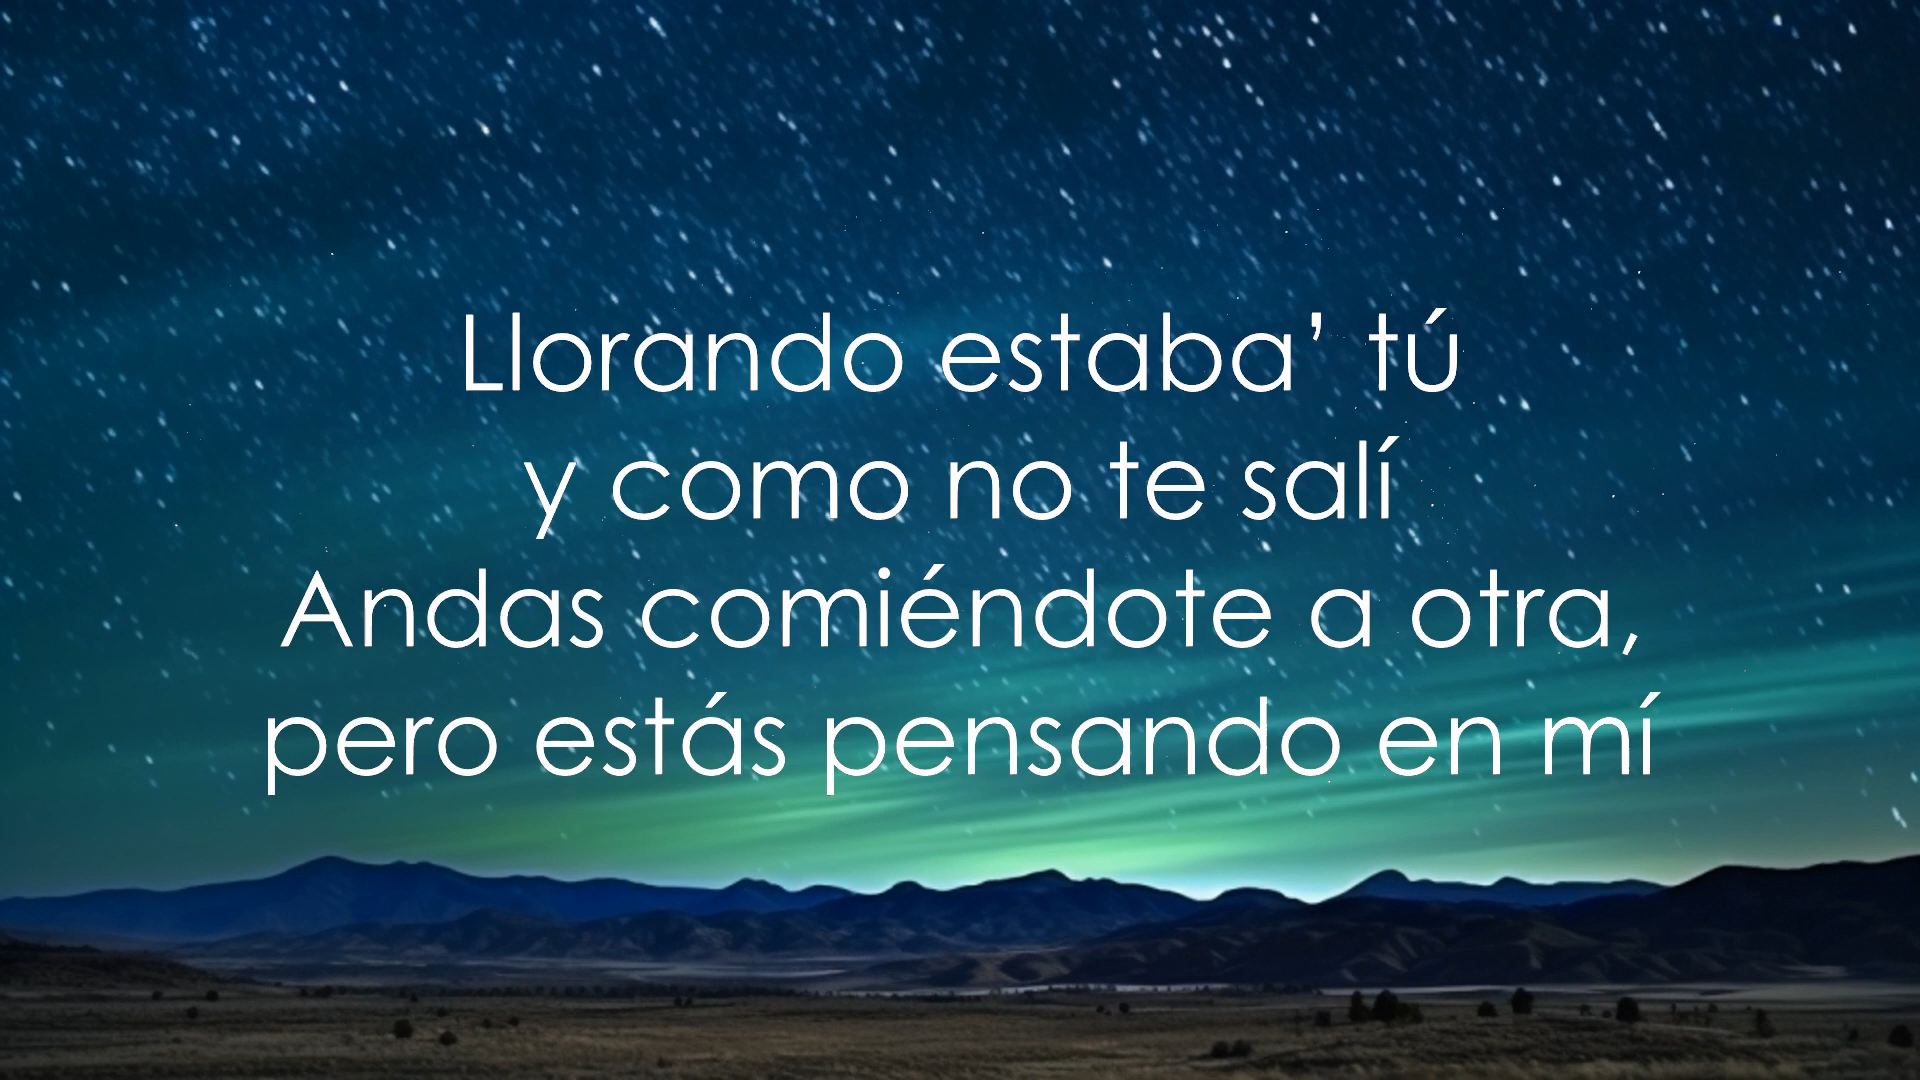 Llorando estaba’ tú
y como no te salí
Andas comiéndote a otra,
pero estás pensando en mí